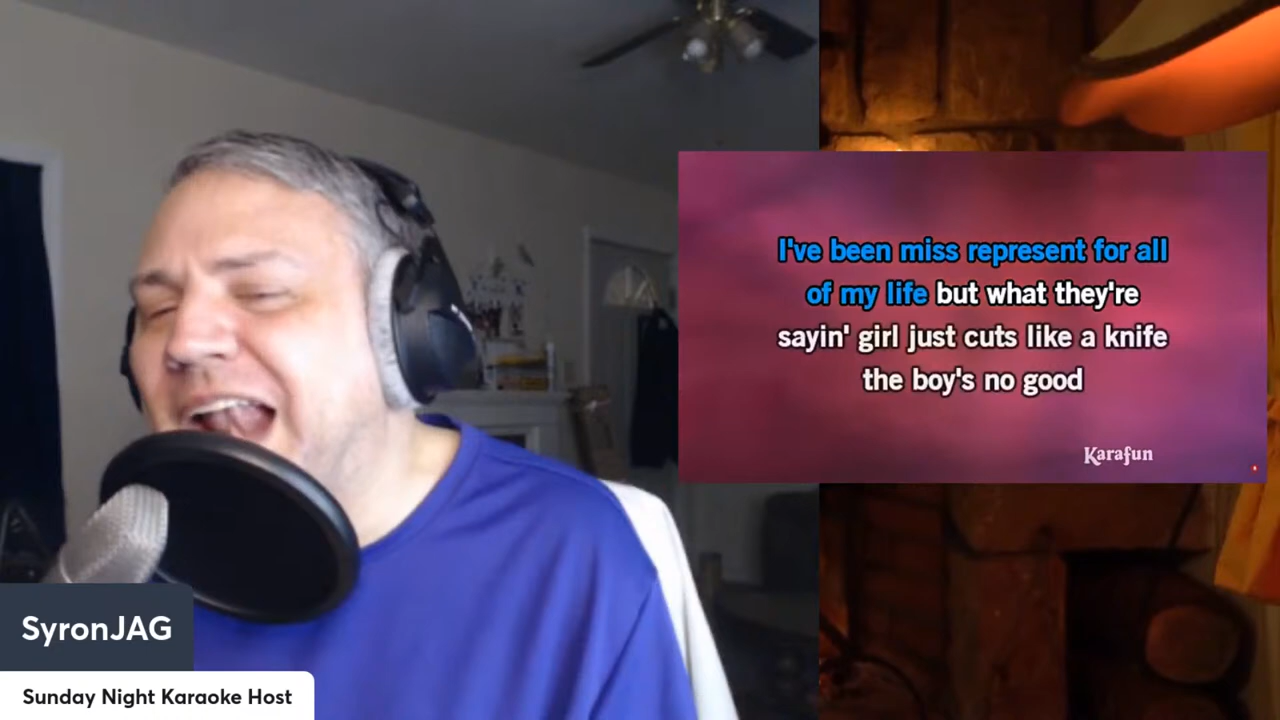 I've been miss represent for all
of my life but what they're
sayin' girl just cuts like a knife
the boy's no good
Karafun
SyronJAG
Sunday Night Karaoke Host